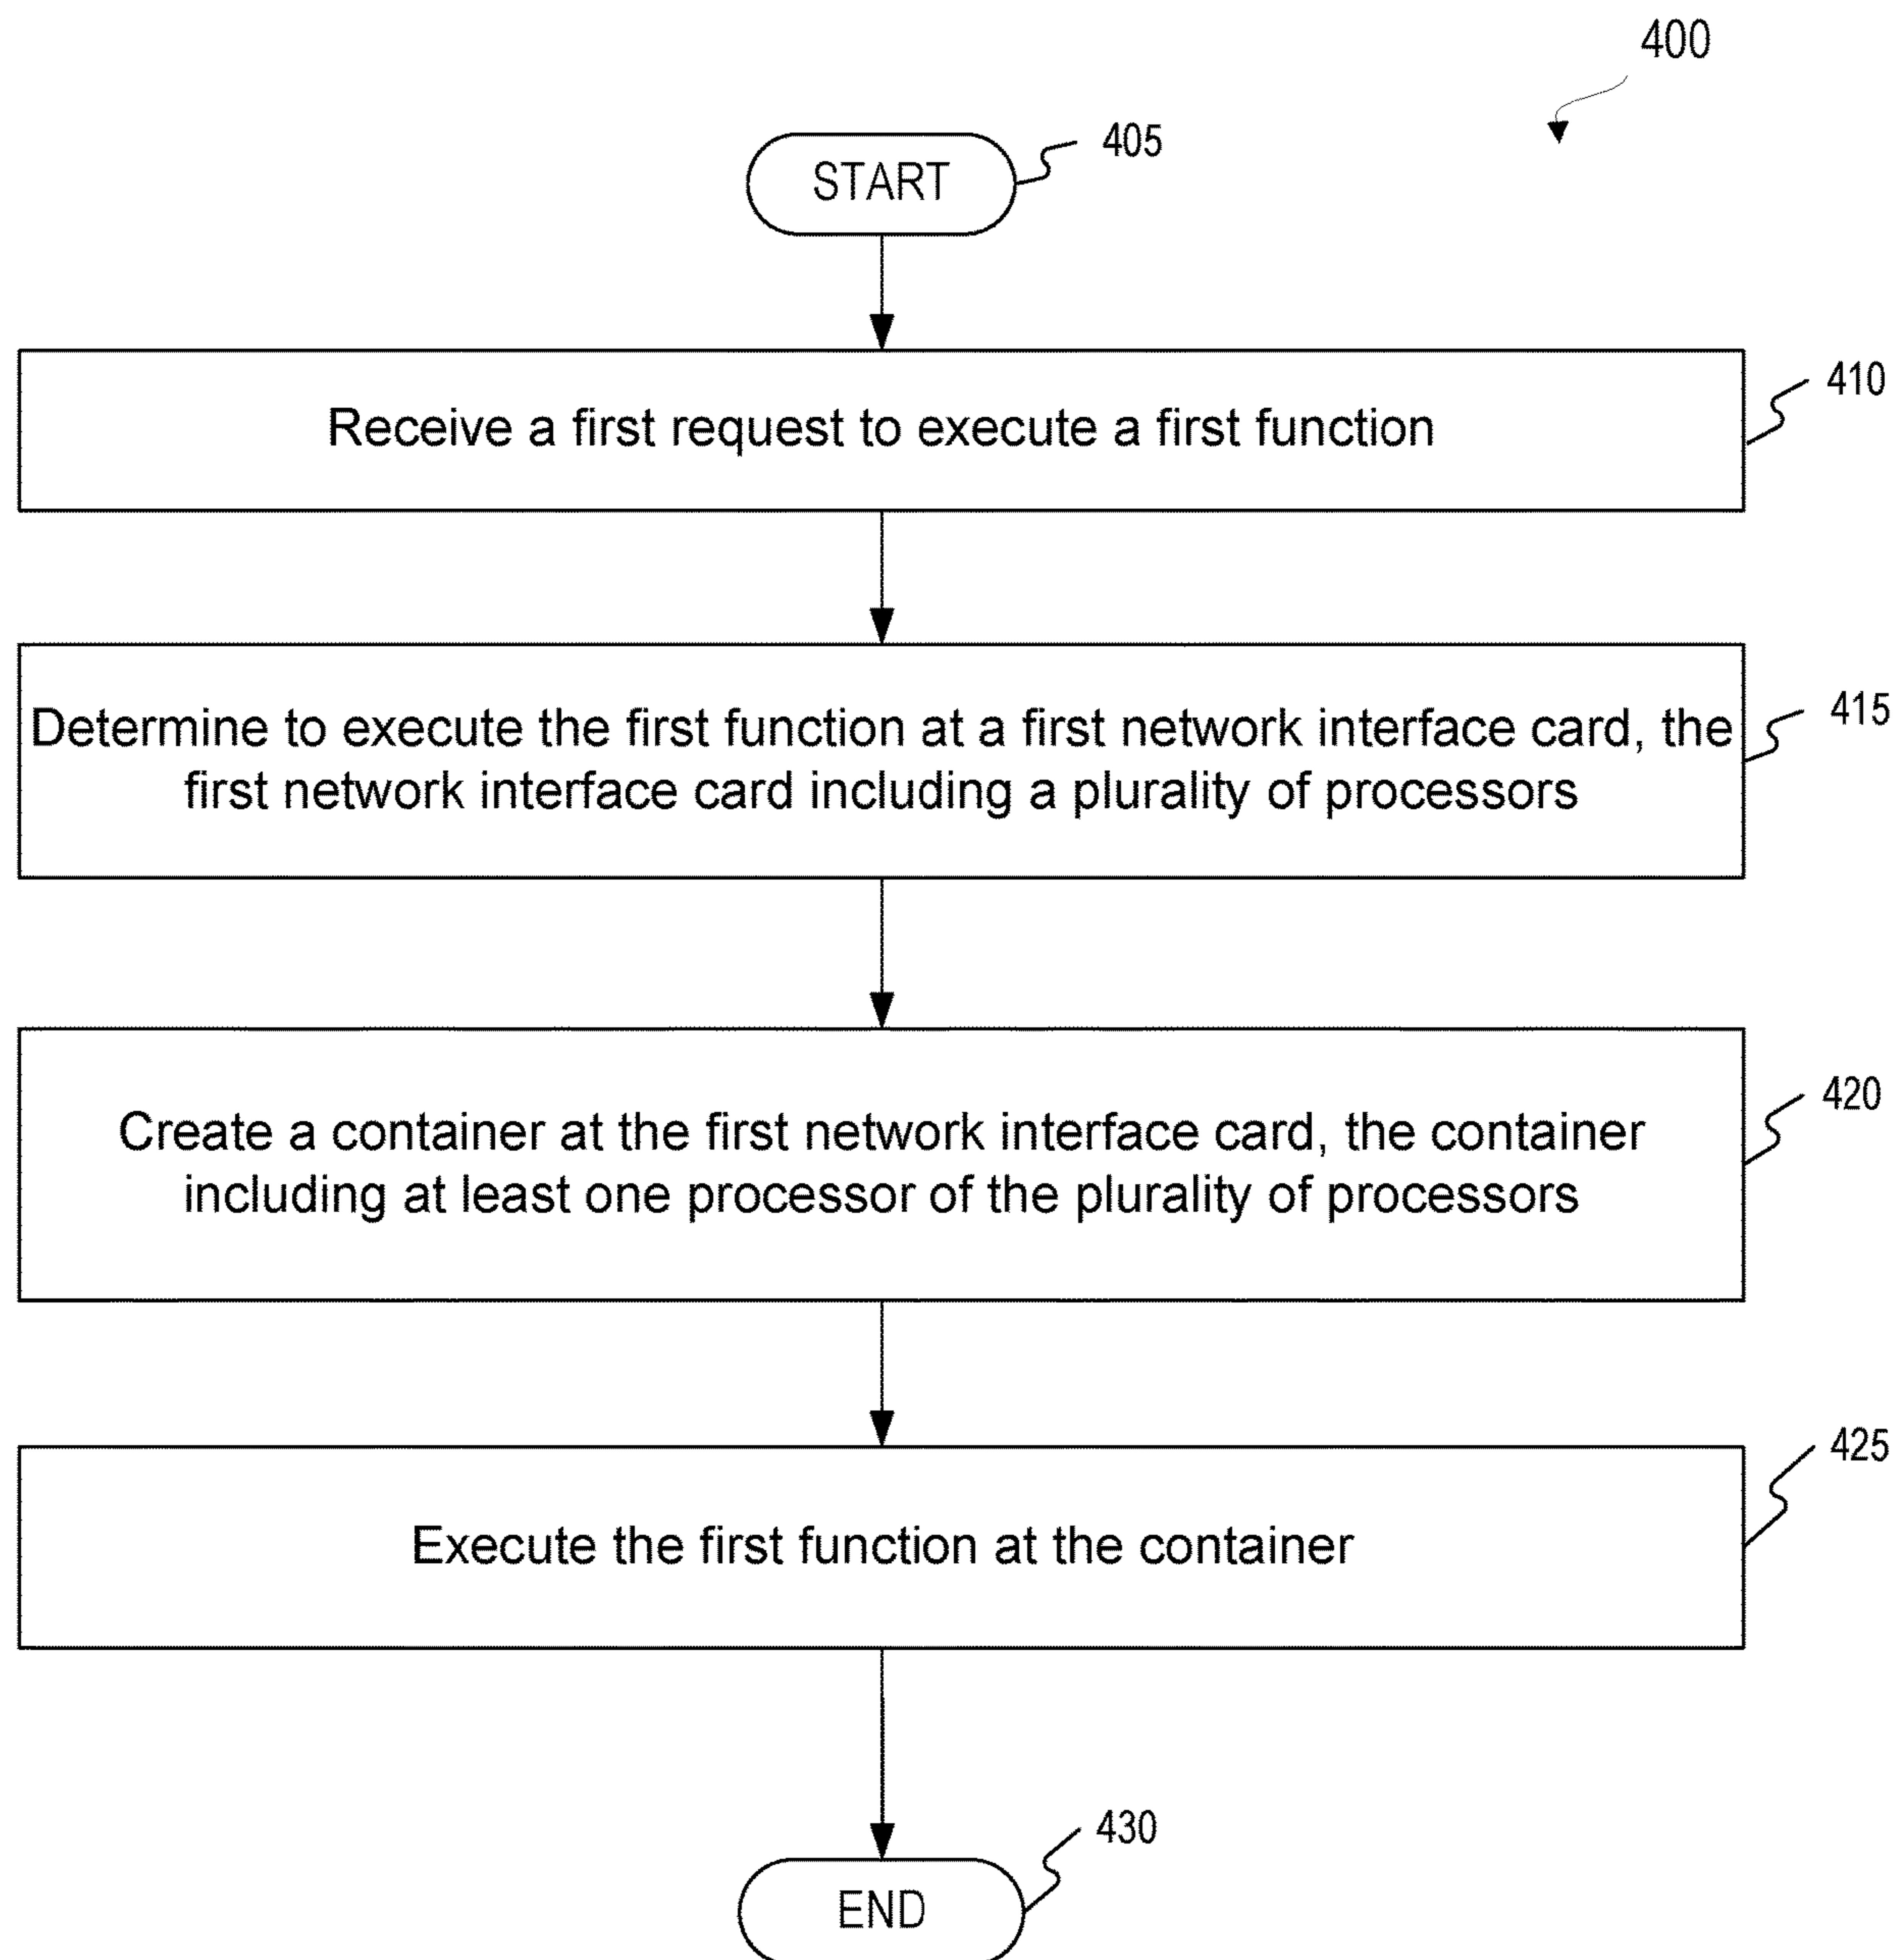 400
START
405
Receive a first request to execute a first function
410
Determine to execute the first function at a first network interface card, the
first network interface card including a plurality of processors
415
Create a container at the first network interface card, the container
including at least one processor of the plurality of processors
420
Execute the first function at the container
425
END
430